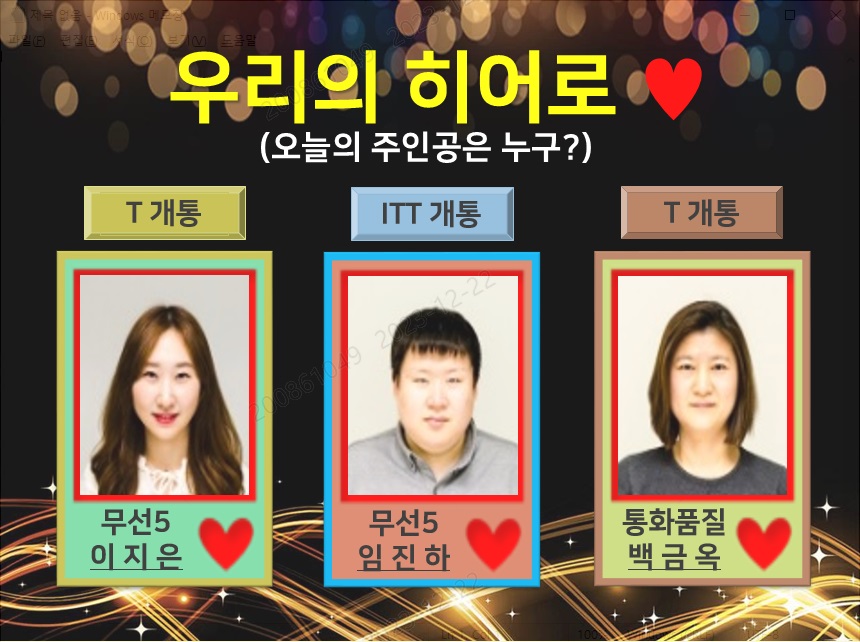 우리의 히어로
(오늘의 주인공은 누구?)
T 개통
ITT 개통
T 개통
무선5
이 지 은
무선5
임 진 하
통화품질
백 금 옥